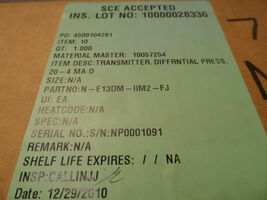 SCE ACCEPTED
INS. LOT NO: 10000028336
PO: 4500104291
ITEM: 10
QT: 1.000
MATERIAL MASTER: 10057254
ITEM DESC:TRANSMITTER, DIFFRNTIAL PRESS,
20-4 MA O
SIZE:N/A
PARTNO:N-E13DM-IIM2-FJ
UI: EA
HEATCODE:N/A
SPEC:N/A
SERIAL NO.:S/N:NP0001091
REMARK:N/A
SHELF LIFE EXPIRES: / / NA
INSP:CALLINJJ
Date: 12/29/2010